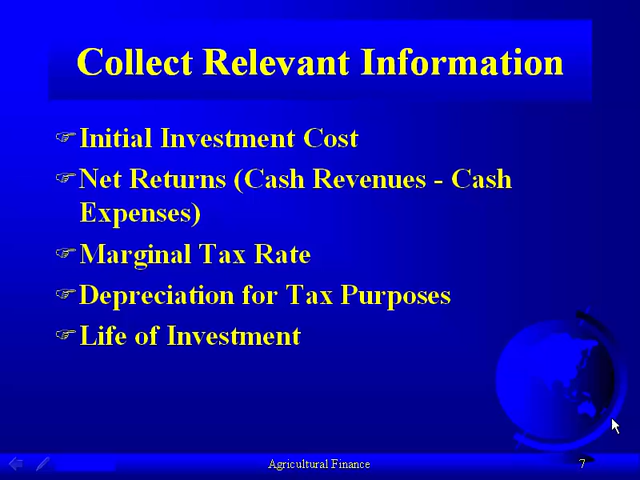 Collect Relevant Information
Initial Investment Cost
Net Returns (Cash Revenues - Cash
Expenses)
Marginal Tax Rate
Depreciation for Tax Purposes
Life of Investment
Agricultural Finance
7